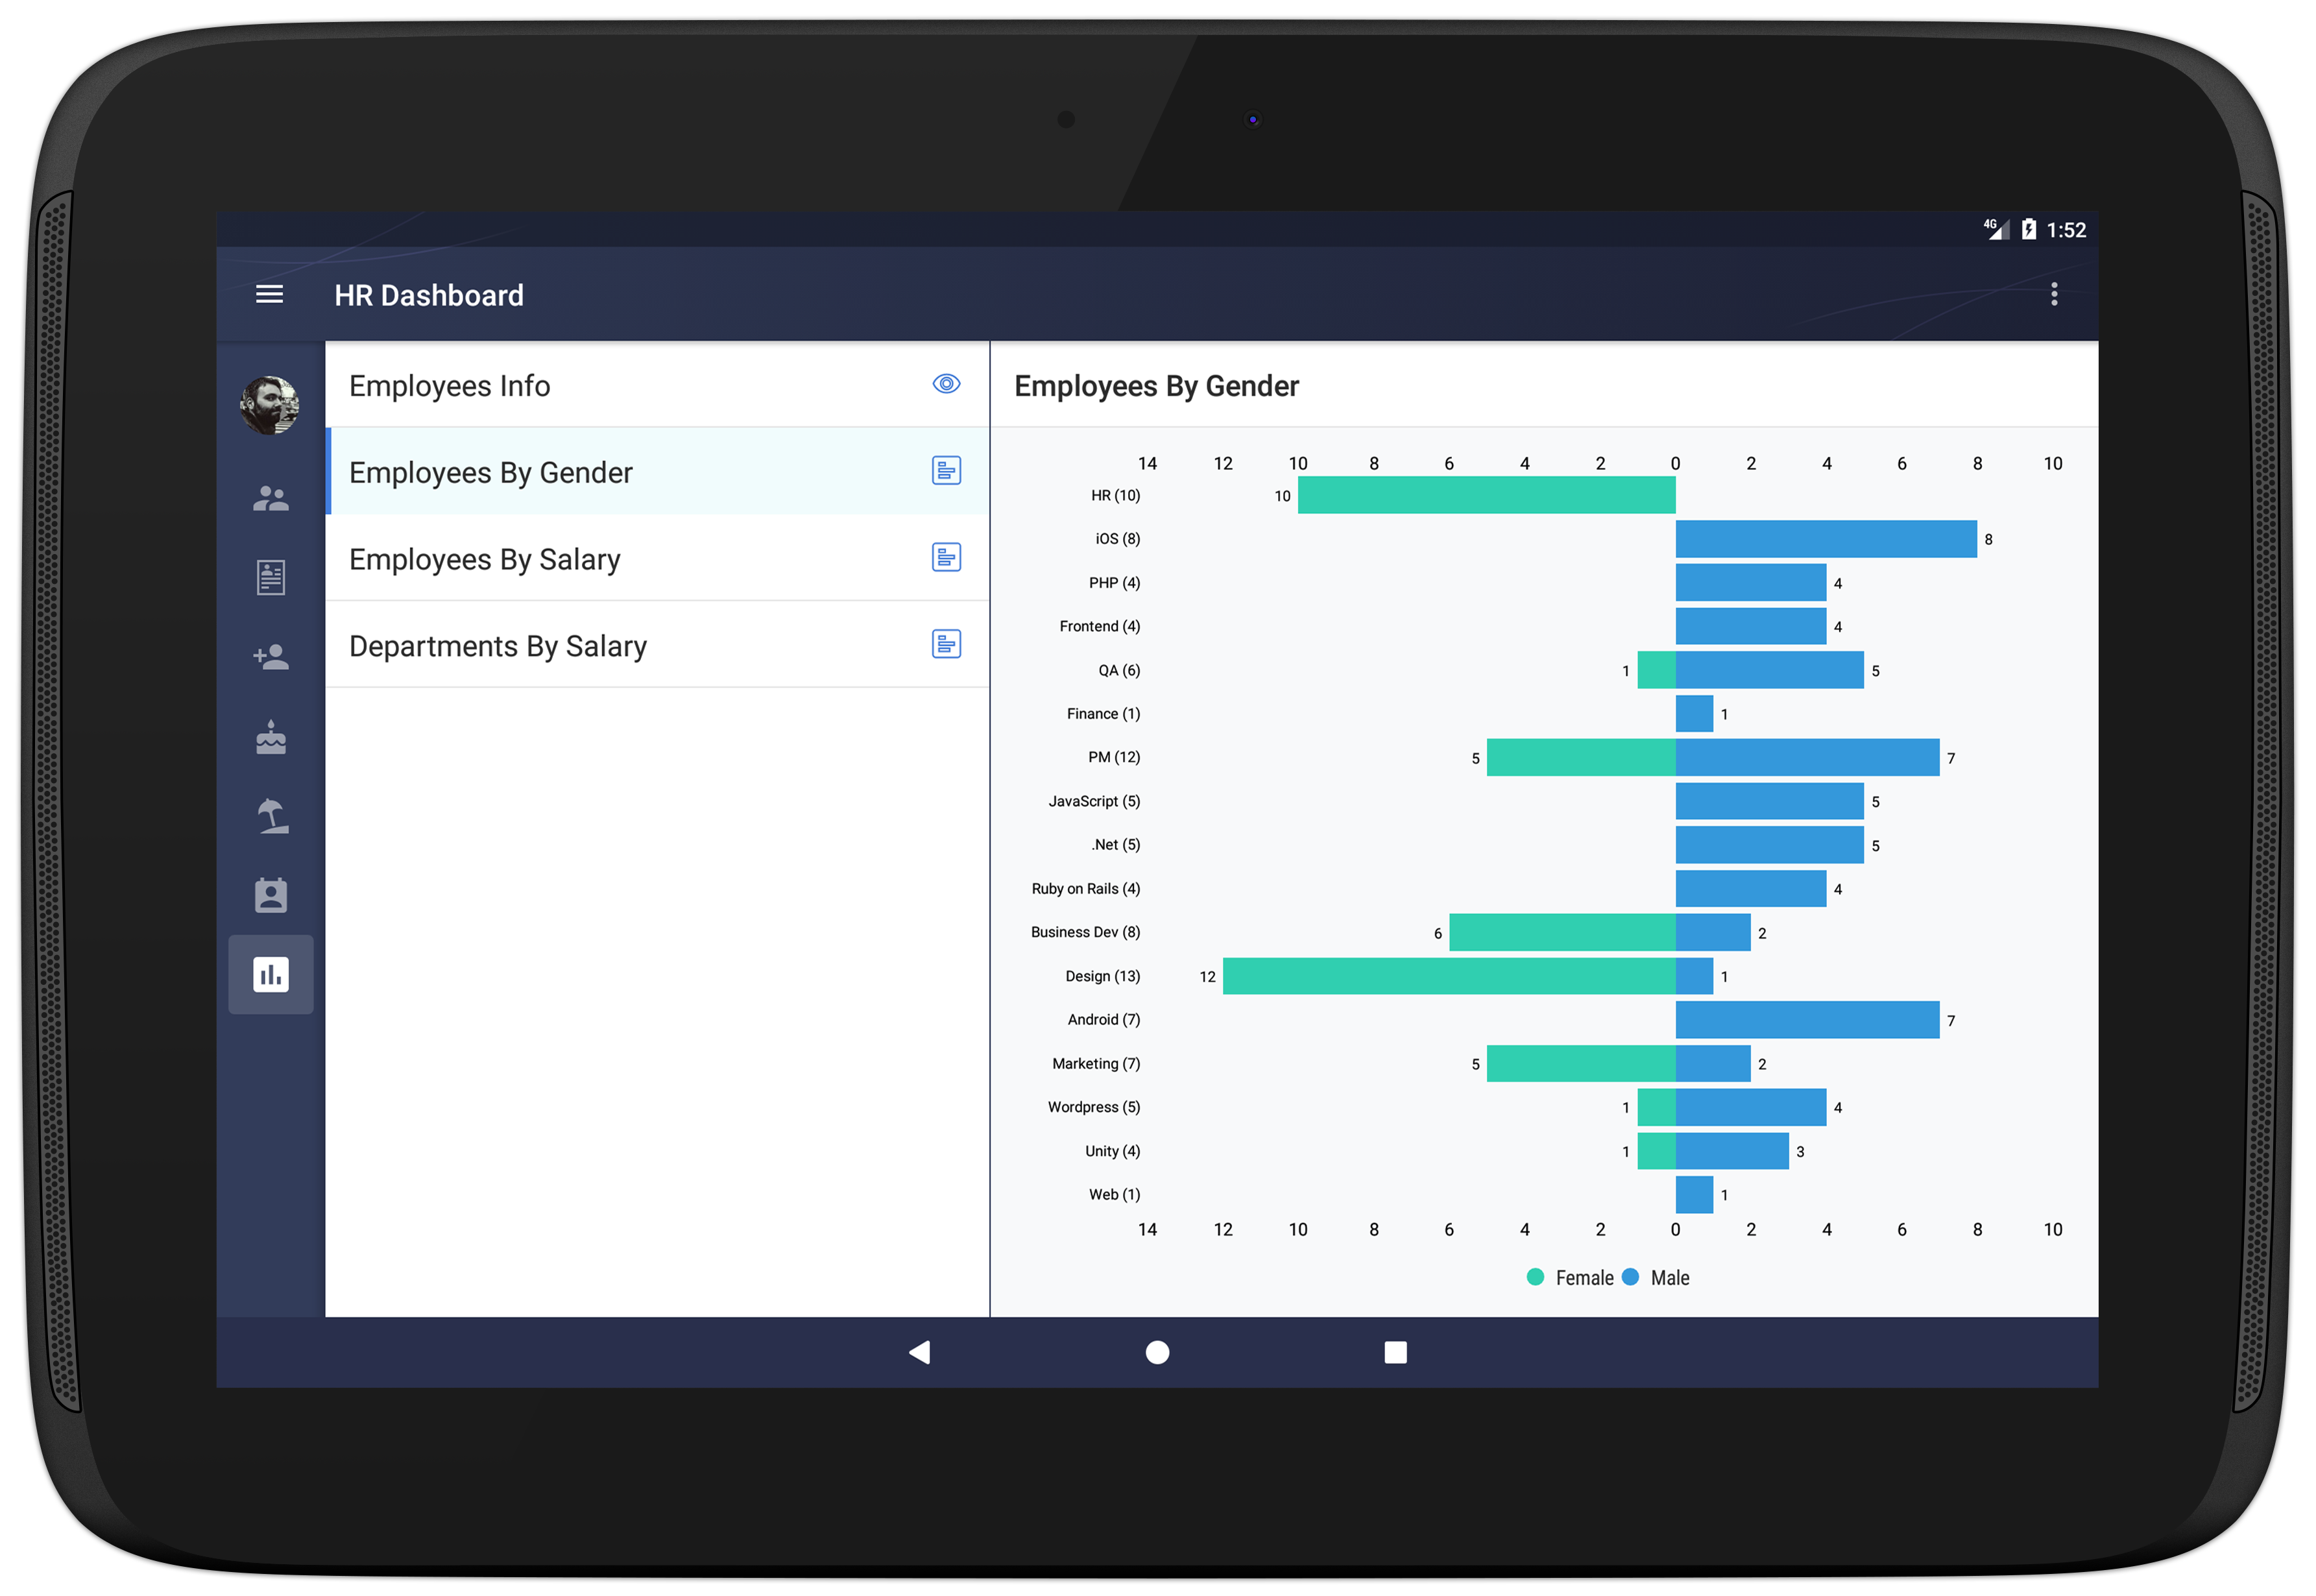 4G 1:52
HR Dashboard
Employees Info
Employees By Gender
Employees By Salary
Departments By Salary
Employees By Gender
14 12 10 8 6 4 2 0 2 4 6 8 10
HR (10) 10
iOS (8) 8
PHP (4) 4
Frontend (4) 4
QA (6) 1 5
Finance (1) 1
PM (12) 5 7
JavaScript (5) 5
.Net (5) 5
Ruby on Rails (4) 4
Business Dev (8) 6 2
Design (13) 12 1
Android (7) 7
Marketing (7) 5 2
Wordpress (5) 1 4
Unity (4) 1 3
Web (1) 1
14 12 10 8 6 4 2 0 2 4 6 8 10
Female Male